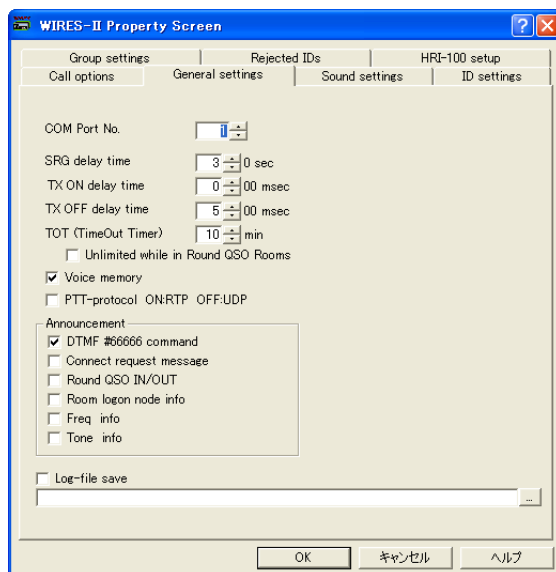 WIRES-II Property Screen
Group settings
Rejected IDs
HRI-100 setup
Call options
General settings
Sound settings
ID settings
COM Port No. 1
SRG delay time 3 0 sec
TX ON delay time 0 00 msec
TX OFF delay time 5 00 msec
TOT (TimeOut Timer) 10 min
Unlimited while in Round QSO Rooms
Voice memory
PTT-protocol ON:RTP OFF:UDP
Announcement
DTMF #66666 command
Connect request message
Round QSO IN/OUT
Room logon node info
Freq info
Tone info
Log-file save
...
OK
キャンセル
ヘルプ